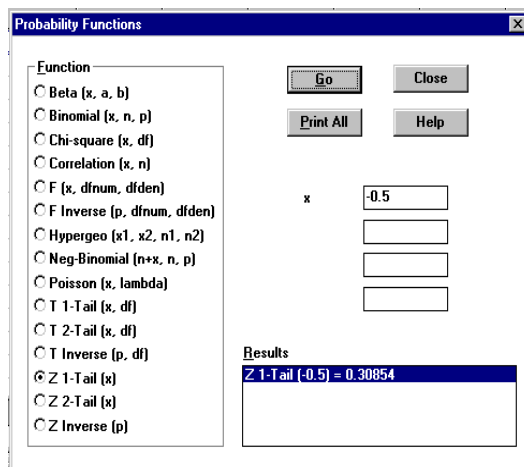 Probability Functions
Function
Beta (x, a, b)
Binomial (x, n, p)
Chi-square (x, df)
Correlation (x, n)
F (x, dfnum, dfden)
F Inverse (p, dfnum, dfden)
Hypergeo (x1, x2, n1, n2)
Neg-Binomial (n+x, n, p)
Poisson (x, lambda)
T 1-Tail (x, df)
T 2-Tail (x, df)
T Inverse (p, df)
Z 1-Tail (x)
Z 2-Tail (x)
Z Inverse (p)
Go
Close
Print All
Help
x
-0.5
Results
Z 1-Tail (-0.5) = 0.30854